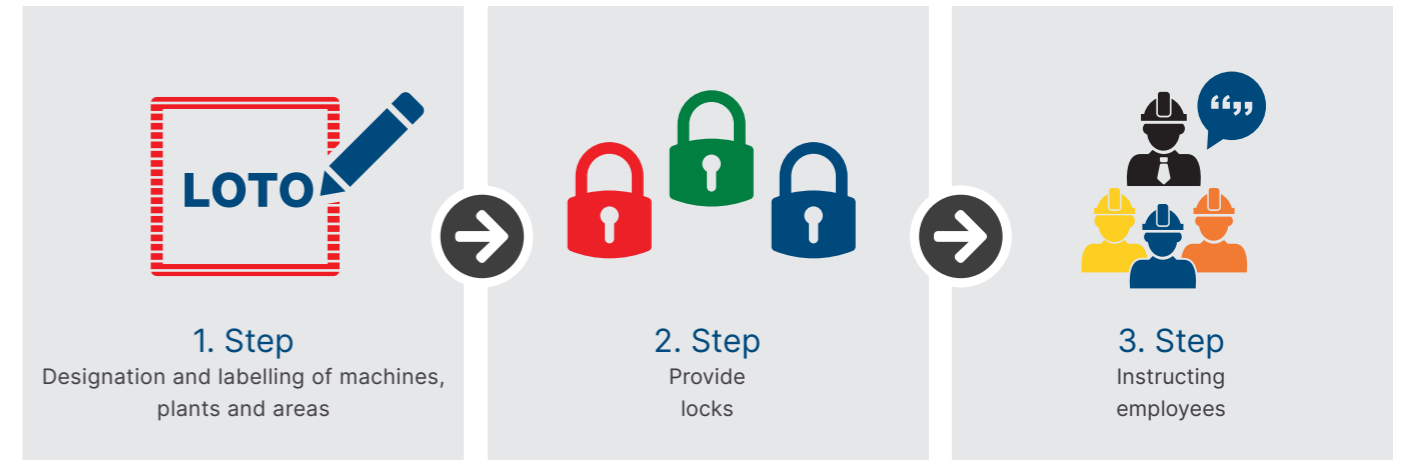 LOTO
1. Step
Designation and labelling of machines,
plants and areas
2. Step
Provide
locks
“„
3. Step
Instructing
employees